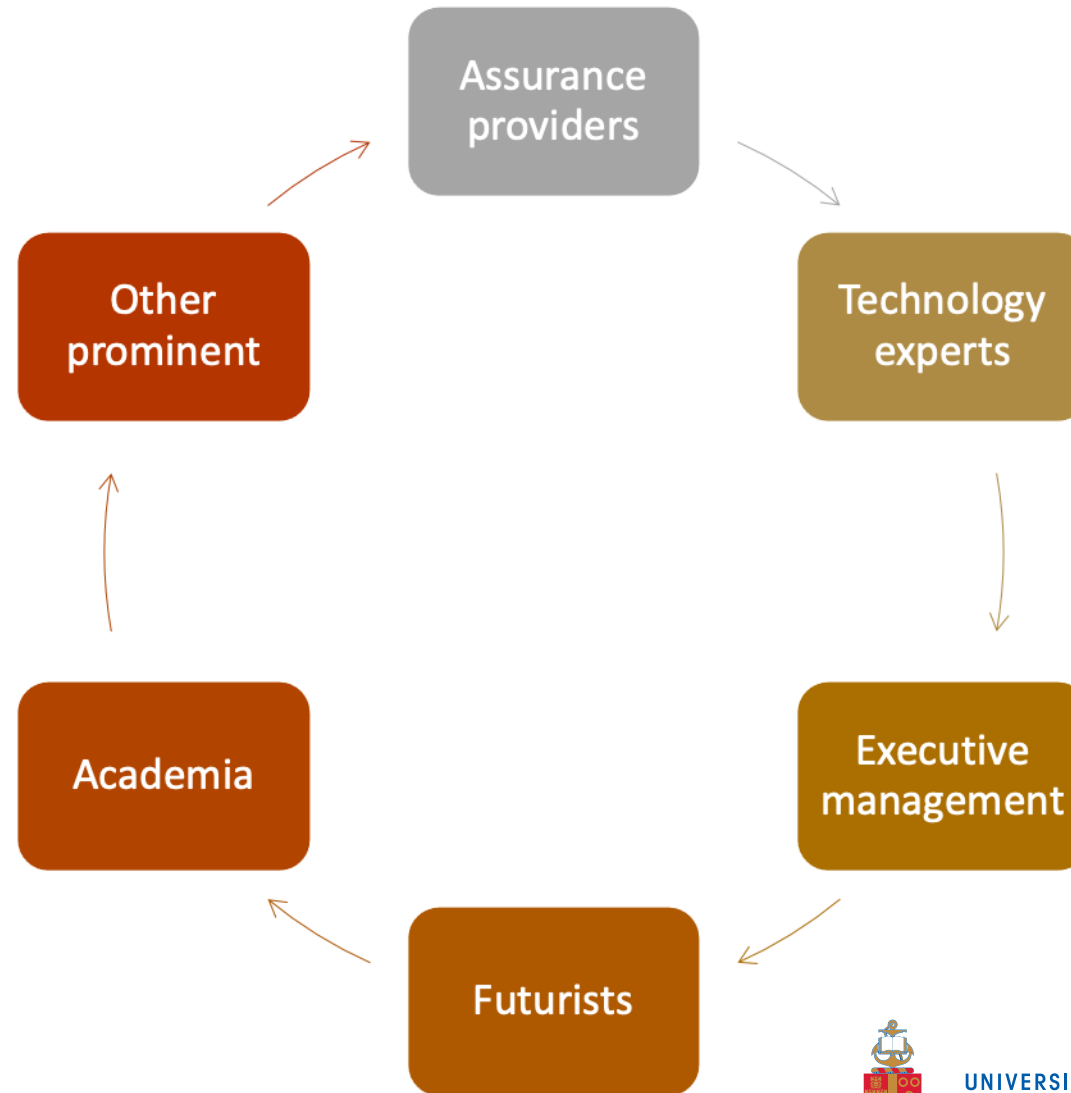 Assurance
providers
Technology
experts
Executive
management
Futurists
Academia
Other
prominent
UNIVERSI